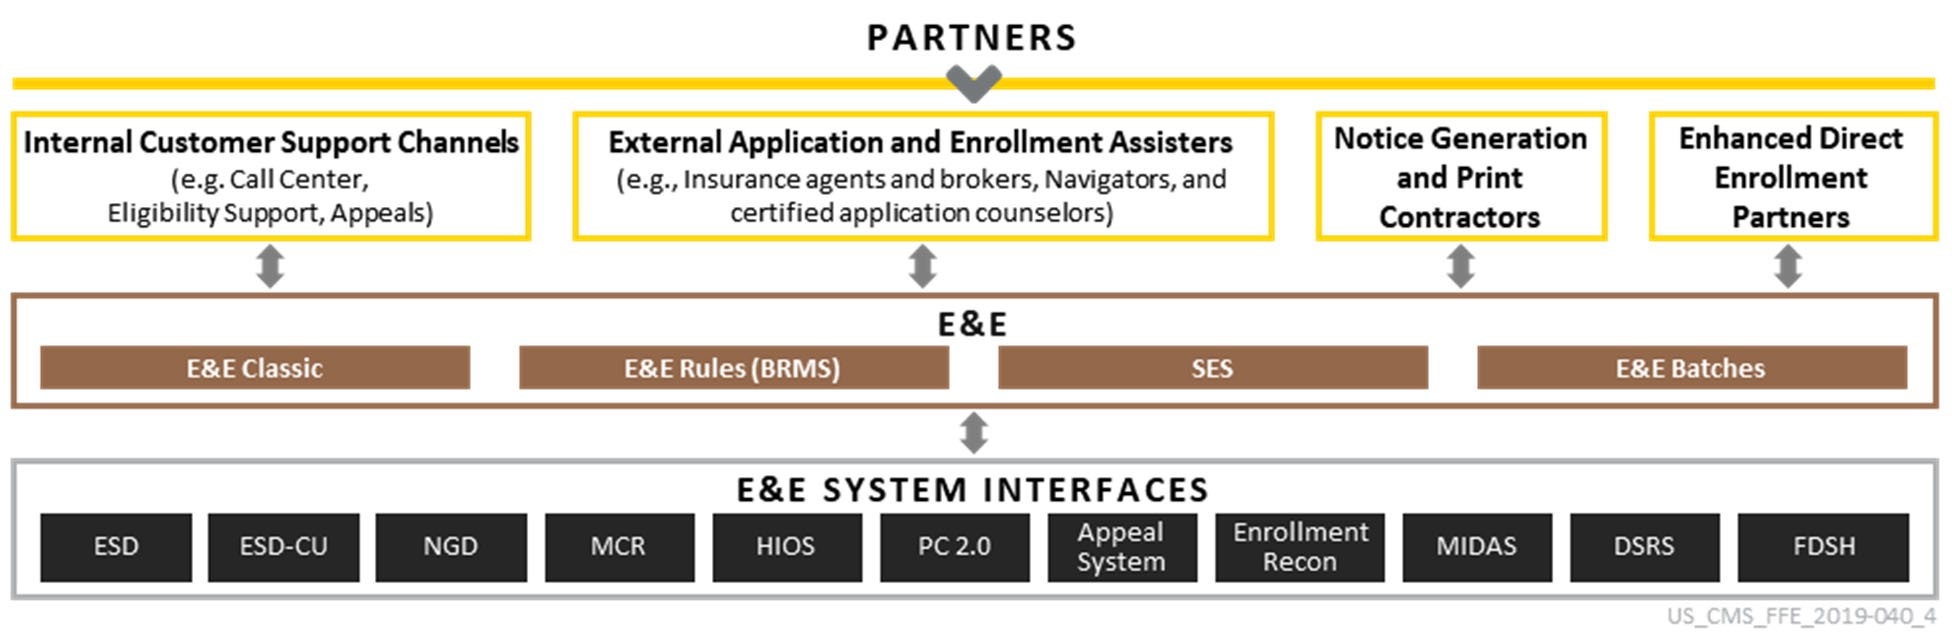 PARTNERS
Internal Customer Support Channels
(e.g. Call Center,
Eligibility Support, Appeals)
External Application and Enrollment Assisters
(e.g., Insurance agents and brokers, Navigators, and
certified application counselors)
Notice Generation
and Print
Contractors
Enhanced Direct
Enrollment
Partners
E&E
E&E Classic
E&E Rules (BRMS)
SES
E&E Batches
E&E SYSTEM INTERFACES
ESD
ESD-CU
NGD
MCR
HIOS
PC 2.0
Appeal
System
Enrollment
Recon
MIDAS
DSRS
FDSH
US_CMS_FFE_2019-040_4